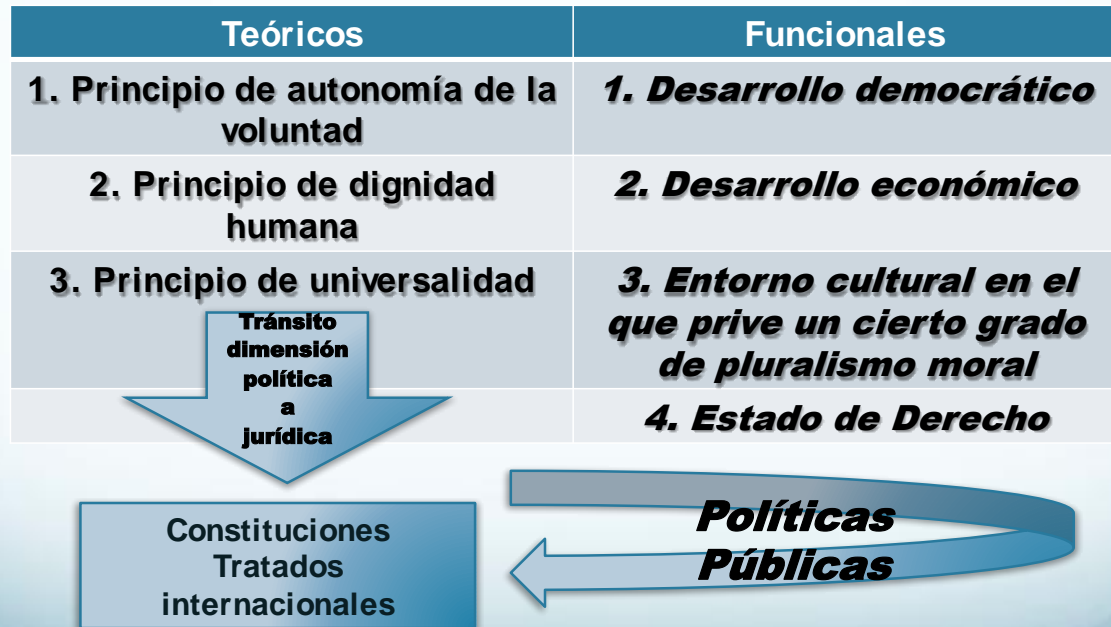 Teóricos
Funcionales
1. Principio de autonomía de la
voluntad
1. Desarrollo democrático
2. Principio de dignidad
humana
2. Desarrollo económico
3. Principio de universalidad
3. Entorno cultural en el
que prive un cierto grado
de pluralismo moral
Tránsito
dimensión
política
a
jurídica
4. Estado de Derecho
Constituciones
Tratados
internacionales
Políticas
Públicas